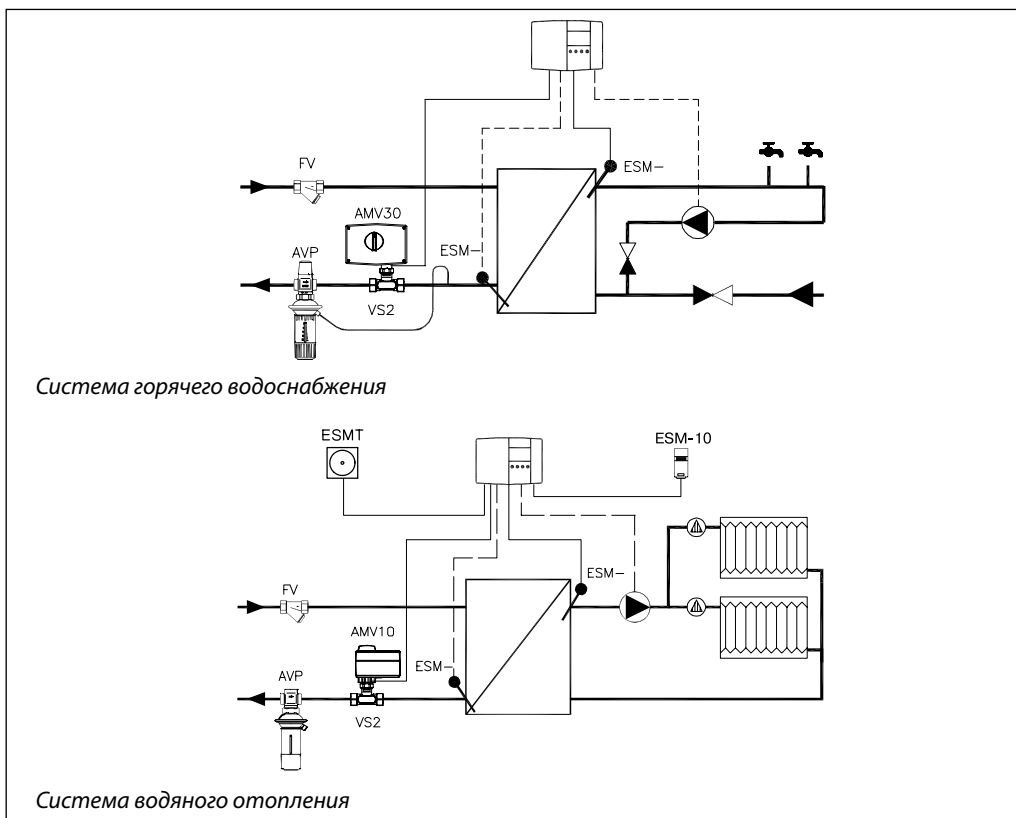 ESM-
FV
AMV30
ESM-
AVP
VS2
Система горячего водоснабжения
ESMT
ESM-10
ESM-
FV
AMV10
ESM-
AVP
VS2
Система водяного отопления